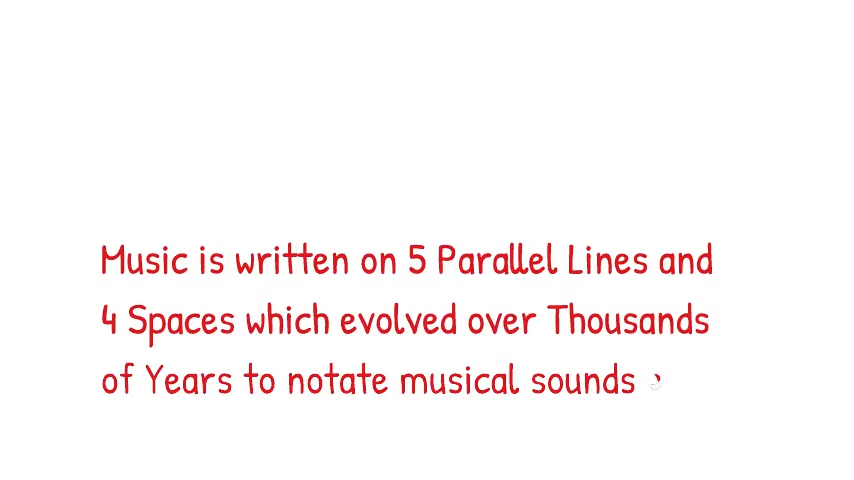 Music is written on 5 Parallel Lines and
4 Spaces which evolved over Thousands
of Years to notate musical sounds